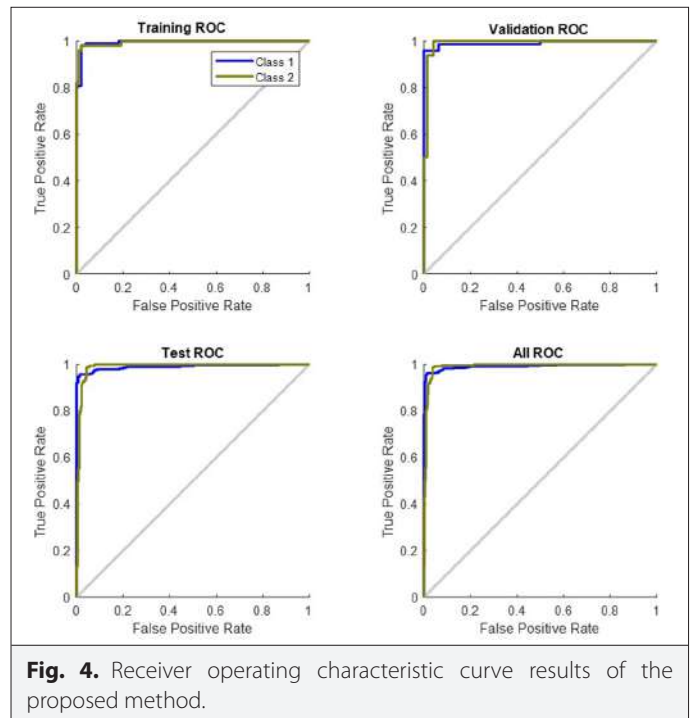 Training ROC
True Positive Rate
1
0.8
0.6
0.4
0.2
0
Class 1
Class 2
0 0.2 0.4 0.6 0.8 1
False Positive Rate
Validation ROC
True Positive Rate
1
0.8
0.6
0.4
0.2
0
0 0.2 0.4 0.6 0.8 1
False Positive Rate
Test ROC
True Positive Rate
1
0.8
0.6
0.4
0.2
0
0 0.2 0.4 0.6 0.8 1
False Positive Rate
All ROC
True Positive Rate
1
0.8
0.6
0.4
0.2
0
0 0.2 0.4 0.6 0.8 1
False Positive Rate
Fig. 4. Receiver operating characteristic curve results of the
proposed method.